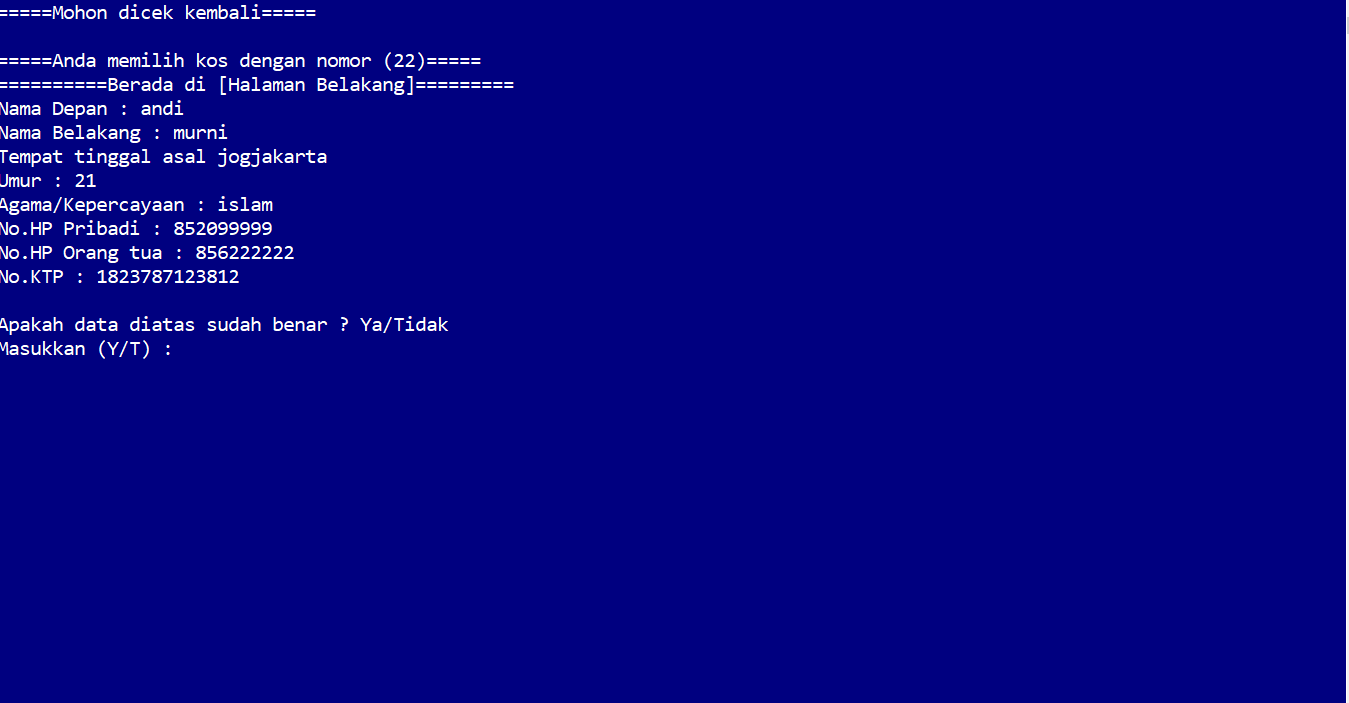 =====Mohon dicek kembali=====
=====Anda memilih kos dengan nomor (22)=====
==========Berada di [Halaman Belakang]=========
Nama Depan : andi
Nama Belakang : murni
Tempat tinggal asal jogjakarta
Umur : 21
Agama/Kepercayaan : islam
No.HP Pribadi : 852099999
No.HP Orang tua : 856222222
No.KTP : 1823787123812
Apakah data diatas sudah benar ? Ya/Tidak
Masukkan (Y/T) :